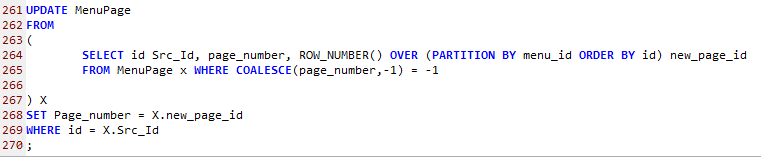 261 UPDATE MenuPage
262 FROM
263 (
264 SELECT id Src_Id, page_number, ROW_NUMBER() OVER (PARTITION BY menu_id ORDER BY id) new_page_id
265 FROM MenuPage x WHERE COALESCE(page_number,-1) = -1
266
267 ) X
268 SET Page_number = X.new_page_id
269 WHERE id = X.Src_Id
270 ;